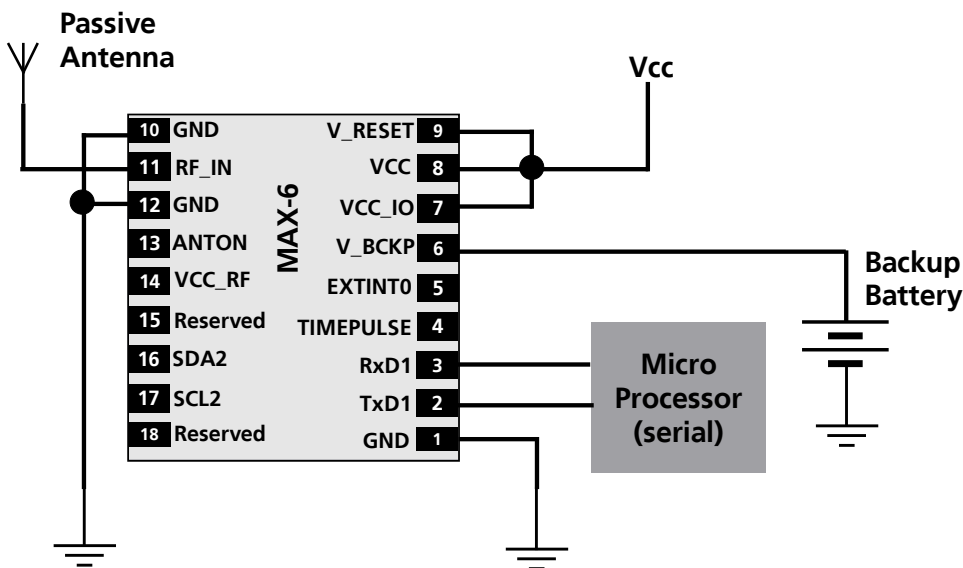 Passive
Antenna
Vcc
10 GND
V_RESET 9
11 RF_IN
VCC 8
12 GND
VCC_IO 7
13 ANTON
V_BCKP 6
14 VCC_RF
EXTINT0 5
15 Reserved
TIMEPULSE 4
16 SDA2
RxD1 3
17 SCL2
TxD1 2
18 Reserved
GND 1
MAX-6
Micro
Processor
(serial)
Backup
Battery